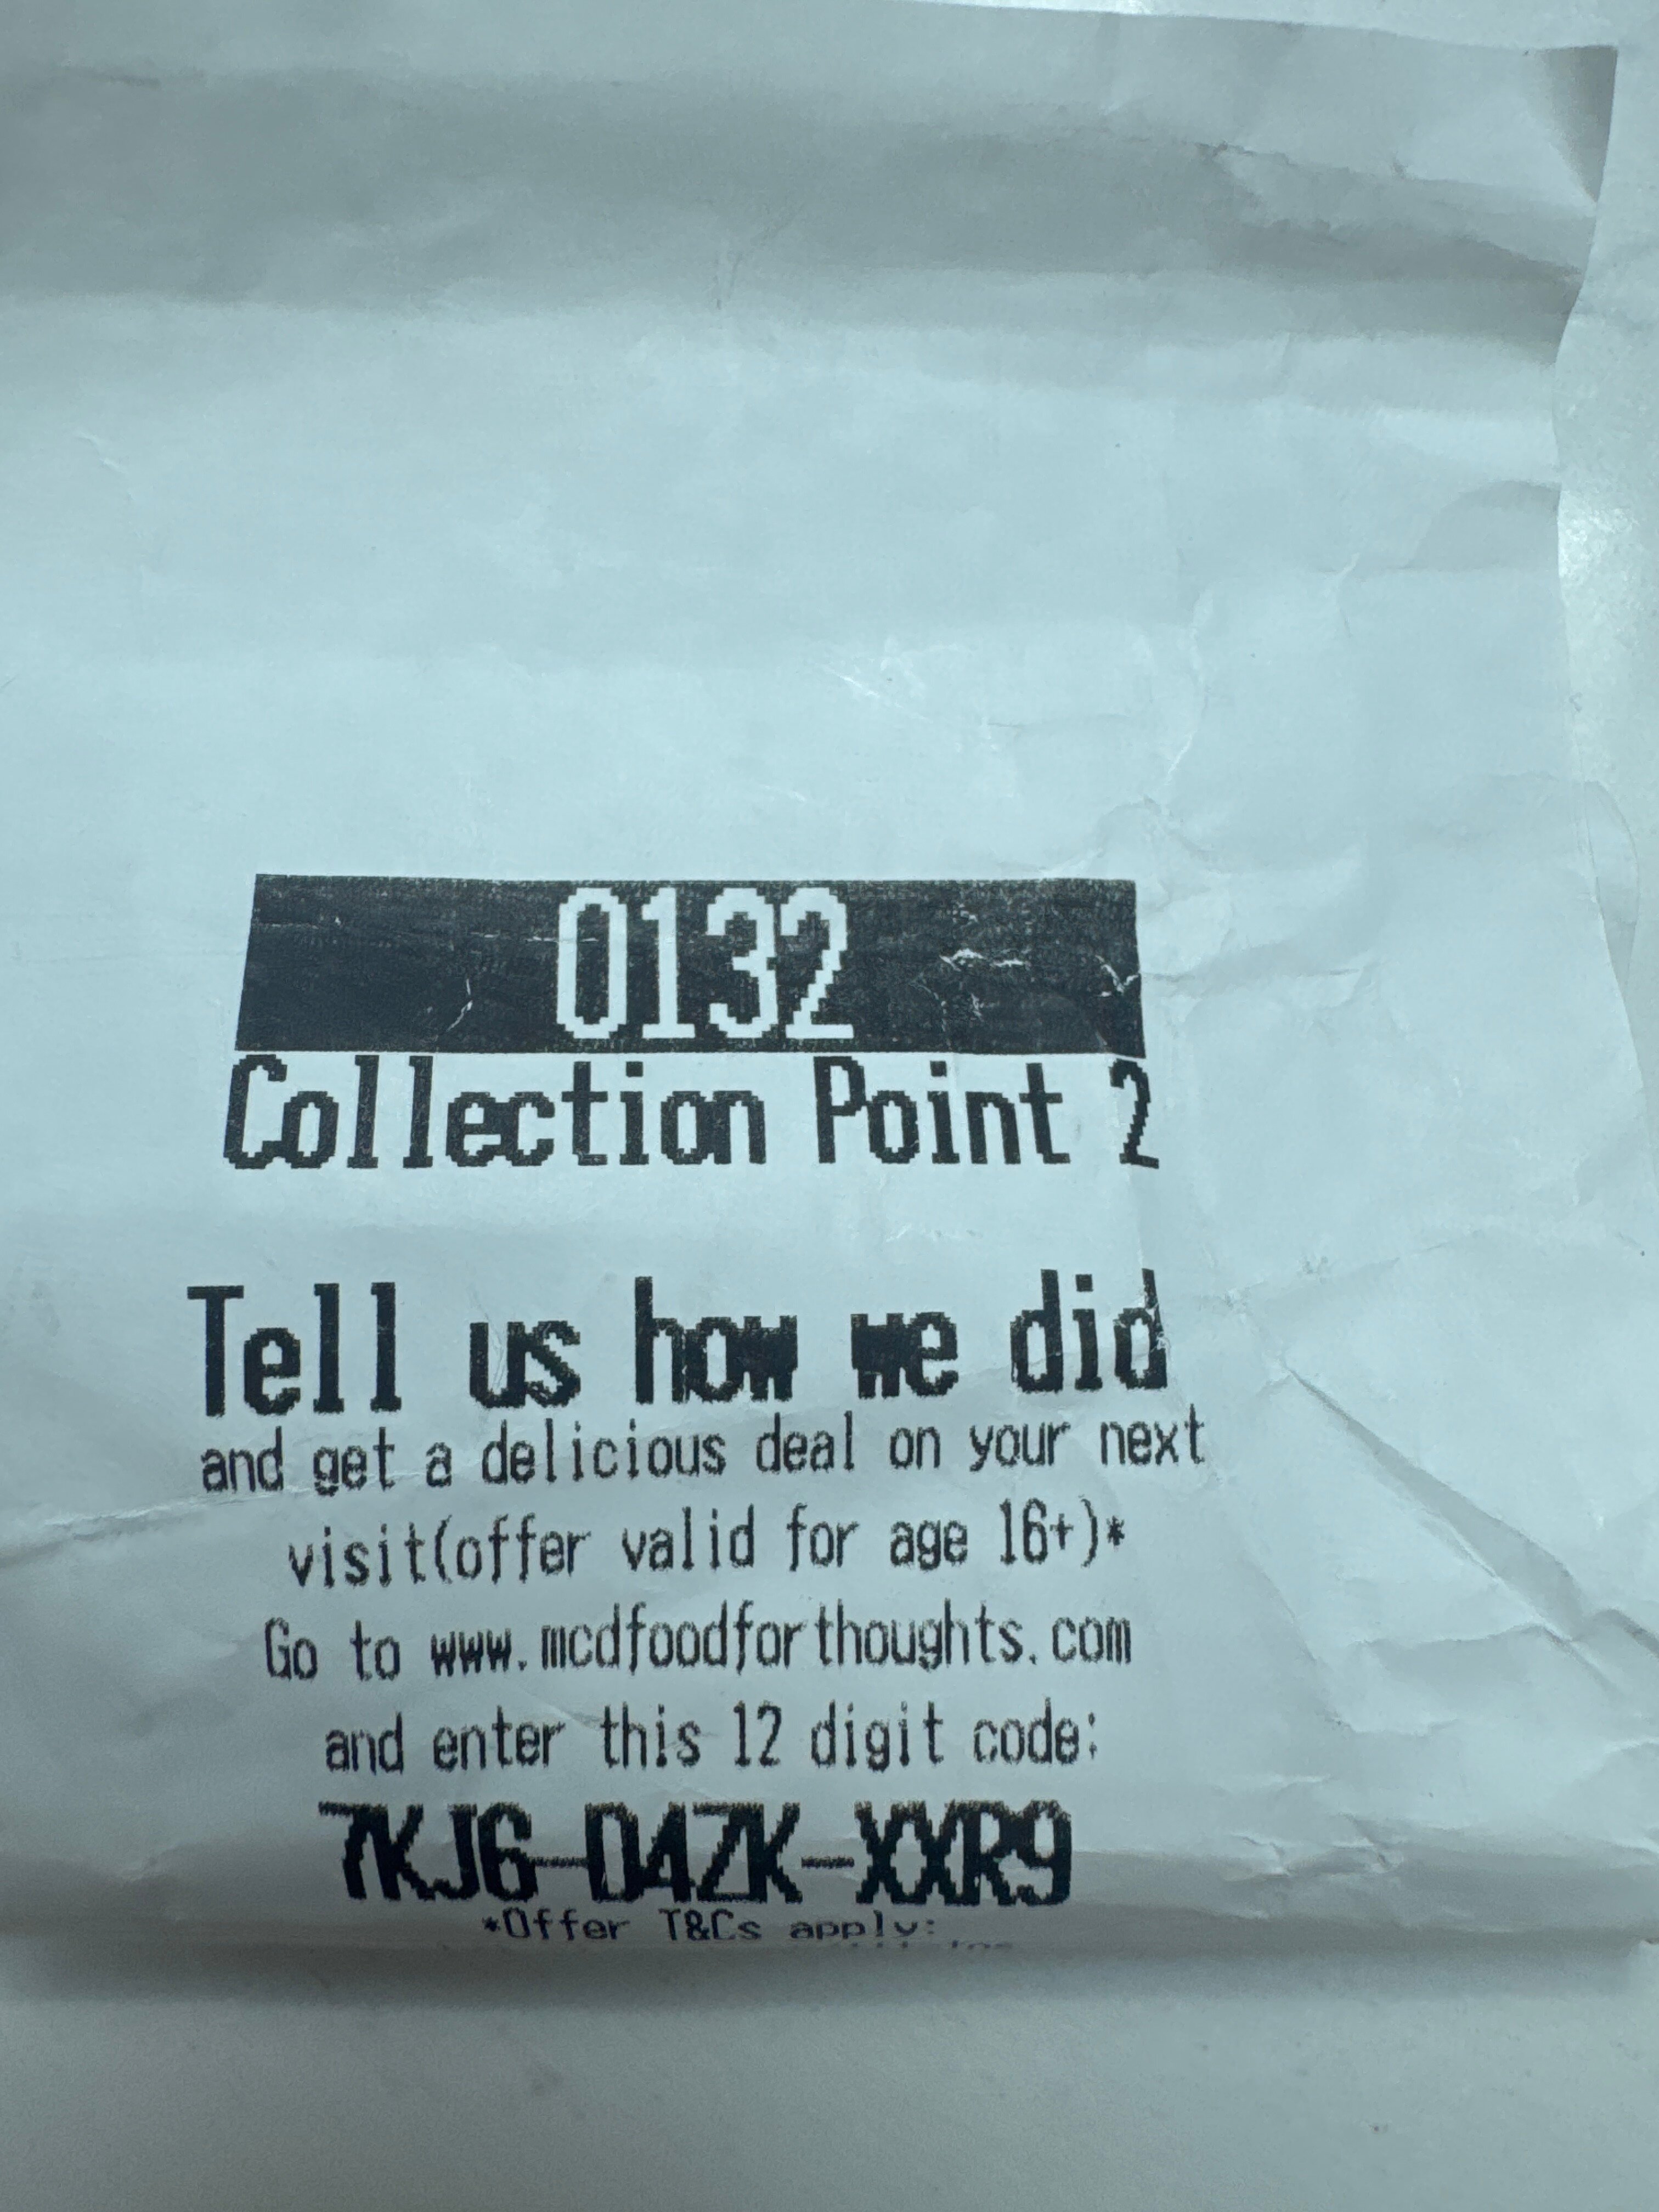 0132
Collection Point 2
Tell us how we did
and get a delicious deal on your next
visit(offer valid for age 16+)*
Go to www.mcdfoodforthoughts.com
and enter this 12 digit code:
7KJ6-D4ZK-XXR9
*Offer T&Cs apply: